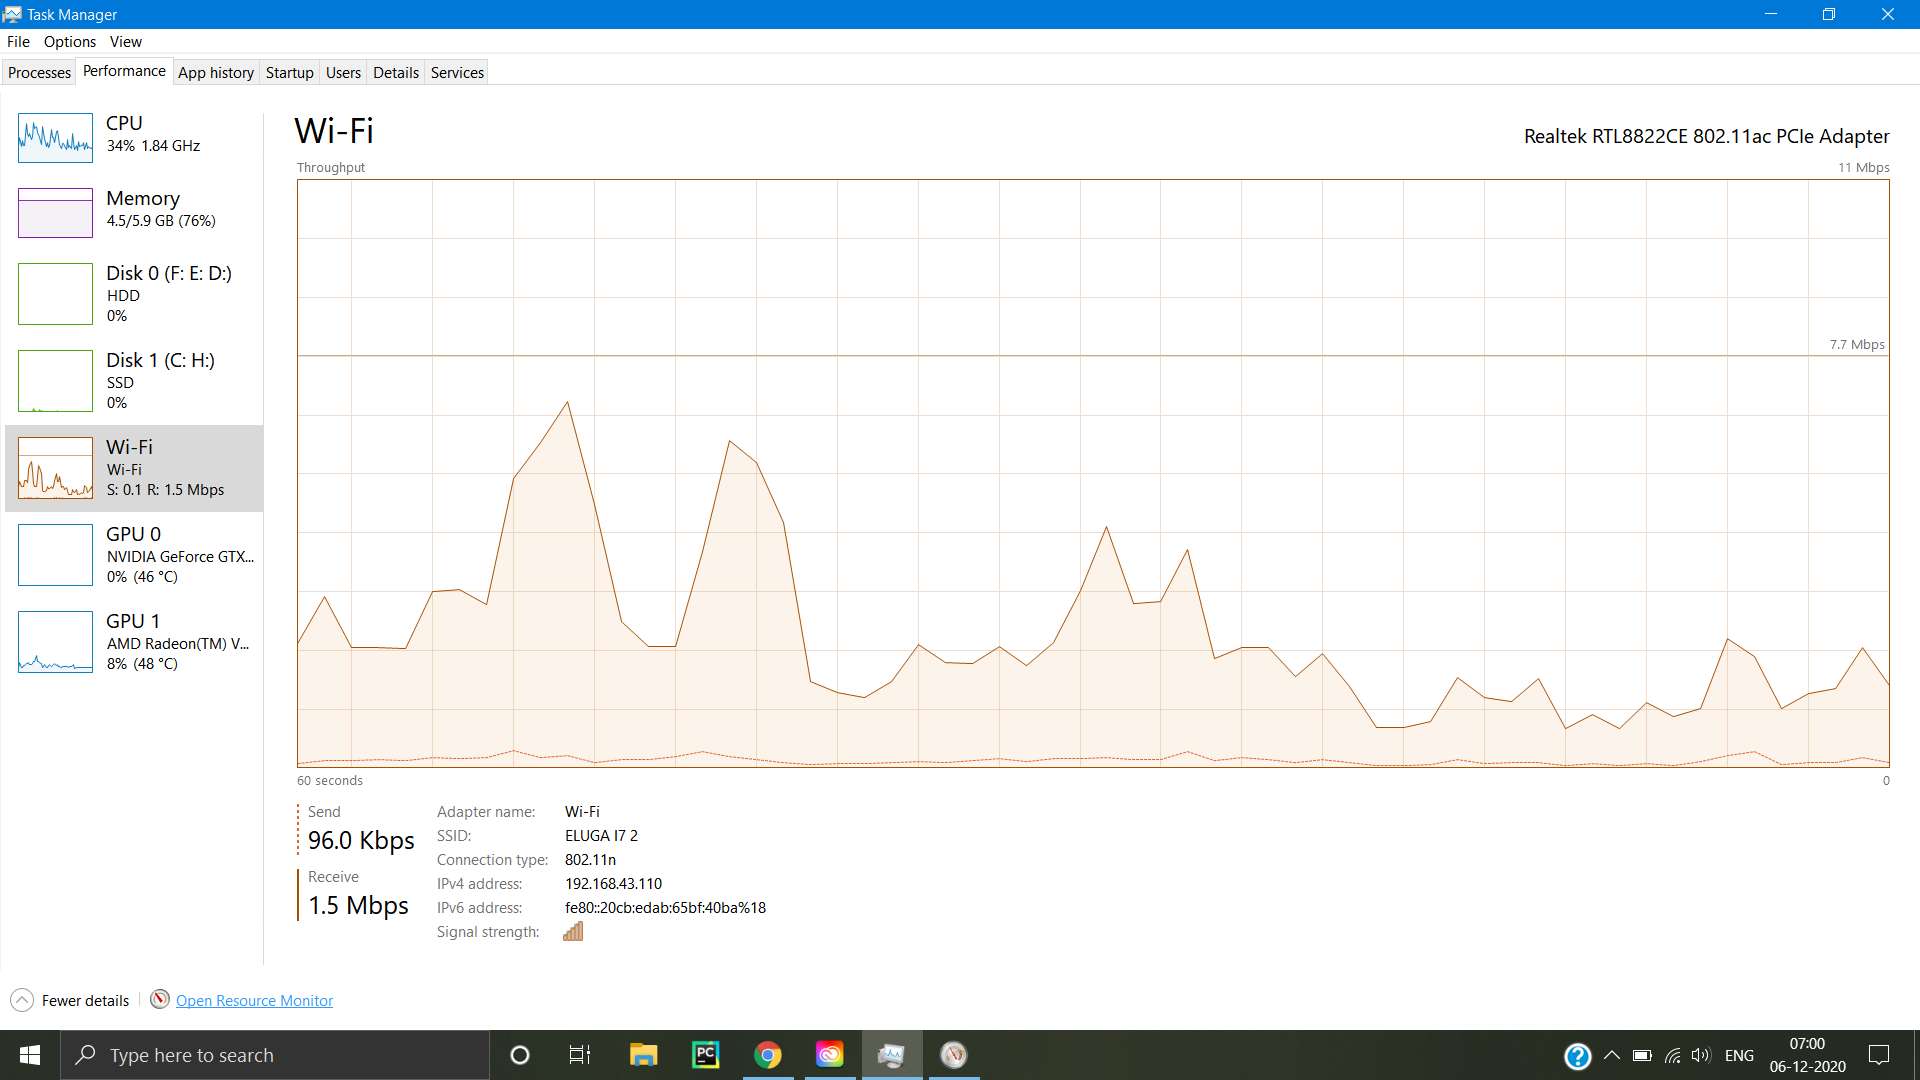 Task Manager
File Options View
Processes Performance App history Startup Users Details Services
CPU
34% 1.84 GHz
Memory
4.5/5.9 GB (76%)
Disk 0 (F: E: D:)
HDD
0%
Disk 1 (C: H:)
SSD
0%
Wi-Fi
Wi-Fi
S: 0.1 R: 1.5 Mbps
GPU 0
NVIDIA GeForce GTX...
0% (46 °C)
GPU 1
AMD Radeon(TM) V...
8% (48 °C)
Wi-Fi
Realtek RTL8822CE 802.11ac PCIe Adapter
Throughput
11 Mbps
7.7 Mbps
60 seconds
0
Send
96.0 Kbps
Receive
1.5 Mbps
Adapter name: Wi-Fi
SSID: ELUGA I7 2
Connection type: 802.11n
IPv4 address: 192.168.43.110
IPv6 address: fe80::20cb:edab:65bf:40ba%18
Signal strength:
Fewer details
Open Resource Monitor
Type here to search
PC
ENG
07:00
06-12-2020